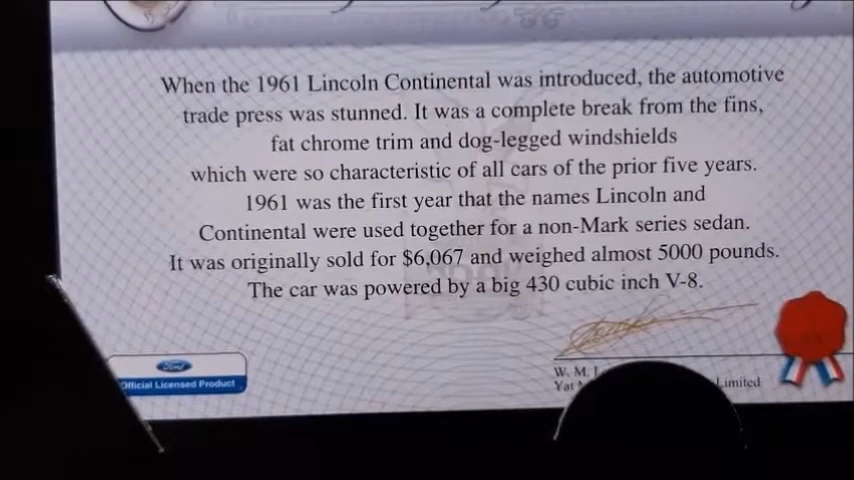 When the 1961 Lincoln Continental was introduced, the automotive
trade press was stunned. It was a complete break from the fins,
fat chrome trim and dog-legged windshields
which were so characteristic of all cars of the prior five years.
1961 was the first year that the names Lincoln and
Continental were used together for a non-Mark series sedan.
It was originally sold for $6,067 and weighed almost 5000 pounds.
The car was powered by a big 430 cubic inch V-8.
Ford
Official Licensed Product
W. M.
Yat
Limited